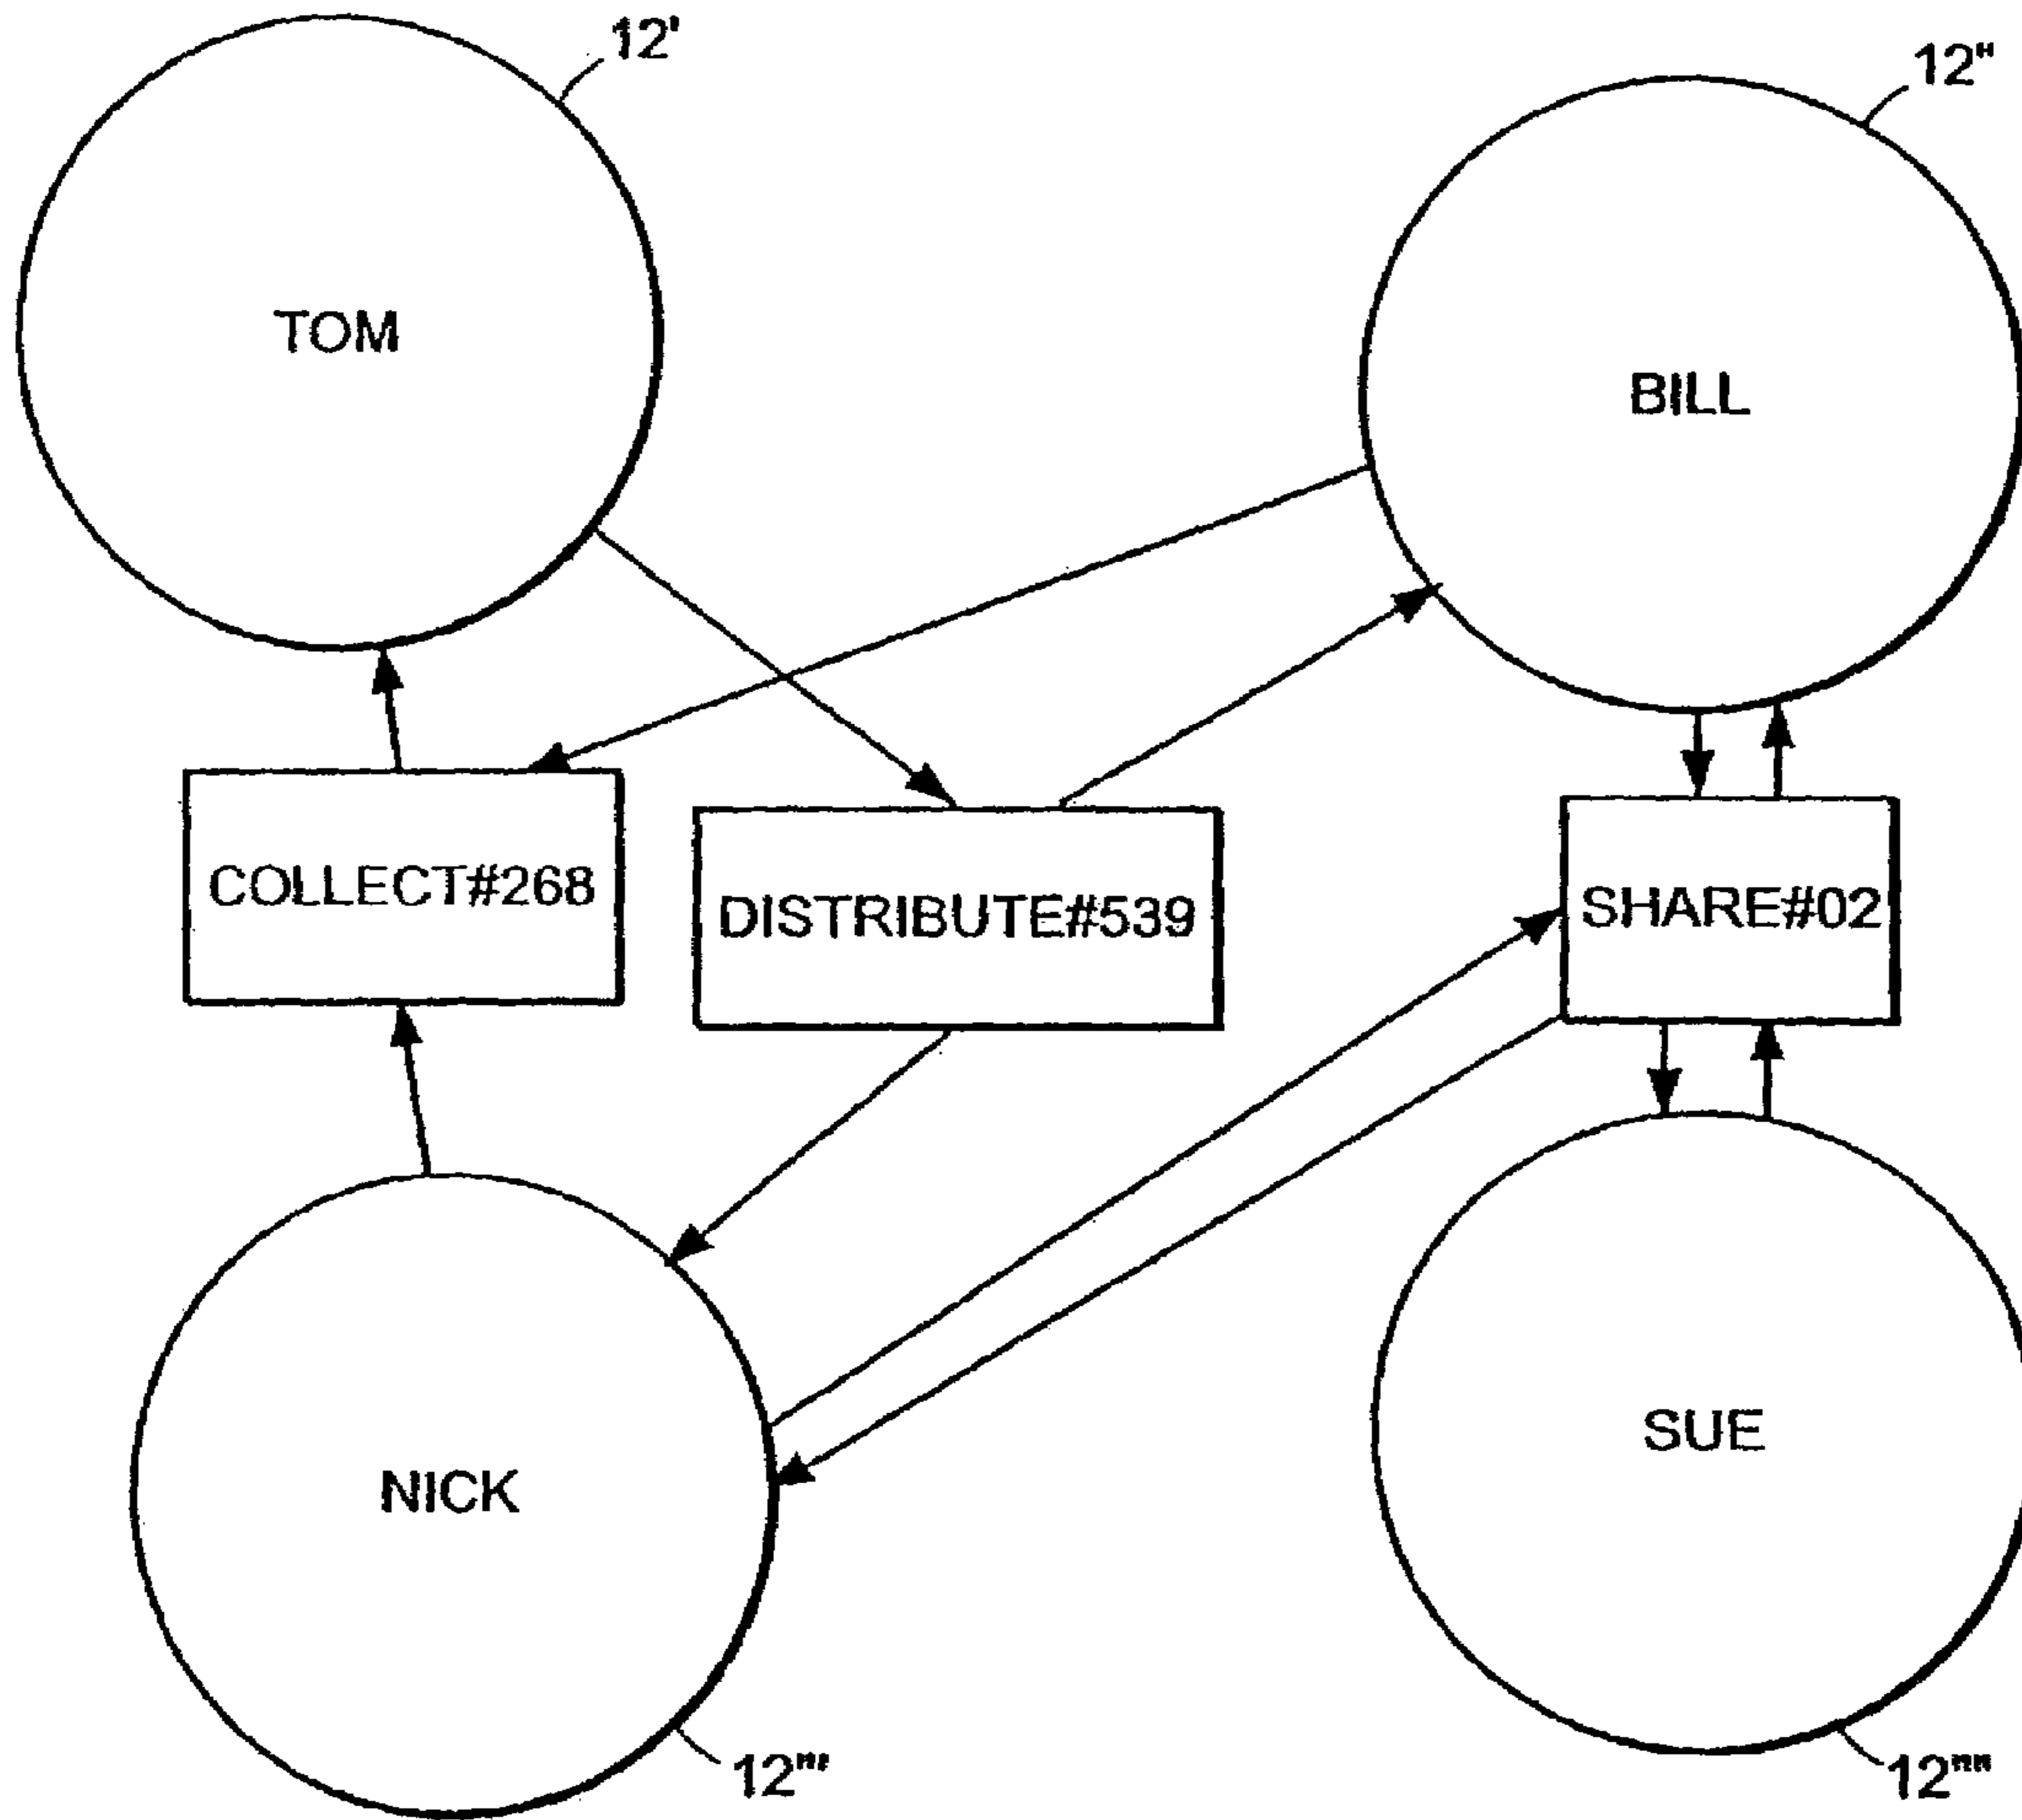 12'
12"
TOM
BILL
COLLECT#268
DISTRIBUTE#539
SHARE#02
NICK
SUE
12"'
12""